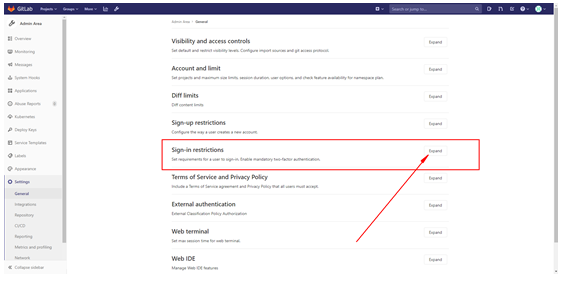 GitLab
Projects
Groups
More
Search or jump to...
Admin Area
Overview
Monitoring
Messages
System Hooks
Applications
Abuse Reports 0
Kubernetes
Deploy Keys
Service Templates
Labels
Appearance
Settings
General
Integrations
Repository
CI/CD
Reporting
Metrics and profiling
Network
Collapse sidebar
Admin Area > General
Visibility and access controls
Expand
Set default and restrict visibility levels. Configure import sources and git access protocol.
Account and limit
Expand
Set projects and maximum size limits, session duration, user options, and check feature availability for namespace plan.
Diff limits
Expand
Diff content limits
Sign-up restrictions
Expand
Configure the way a user creates a new account.
Sign-in restrictions
Expand
Set requirements for a user to sign-in. Enable mandatory two-factor authentication.
Terms of Service and Privacy Policy
Expand
Include a Terms of Service agreement and Privacy Policy that all users must accept.
External authentication
Expand
External Classification Policy Authorization
Web terminal
Expand
Set max session time for web terminal.
Web IDE
Expand
Manage Web IDE features